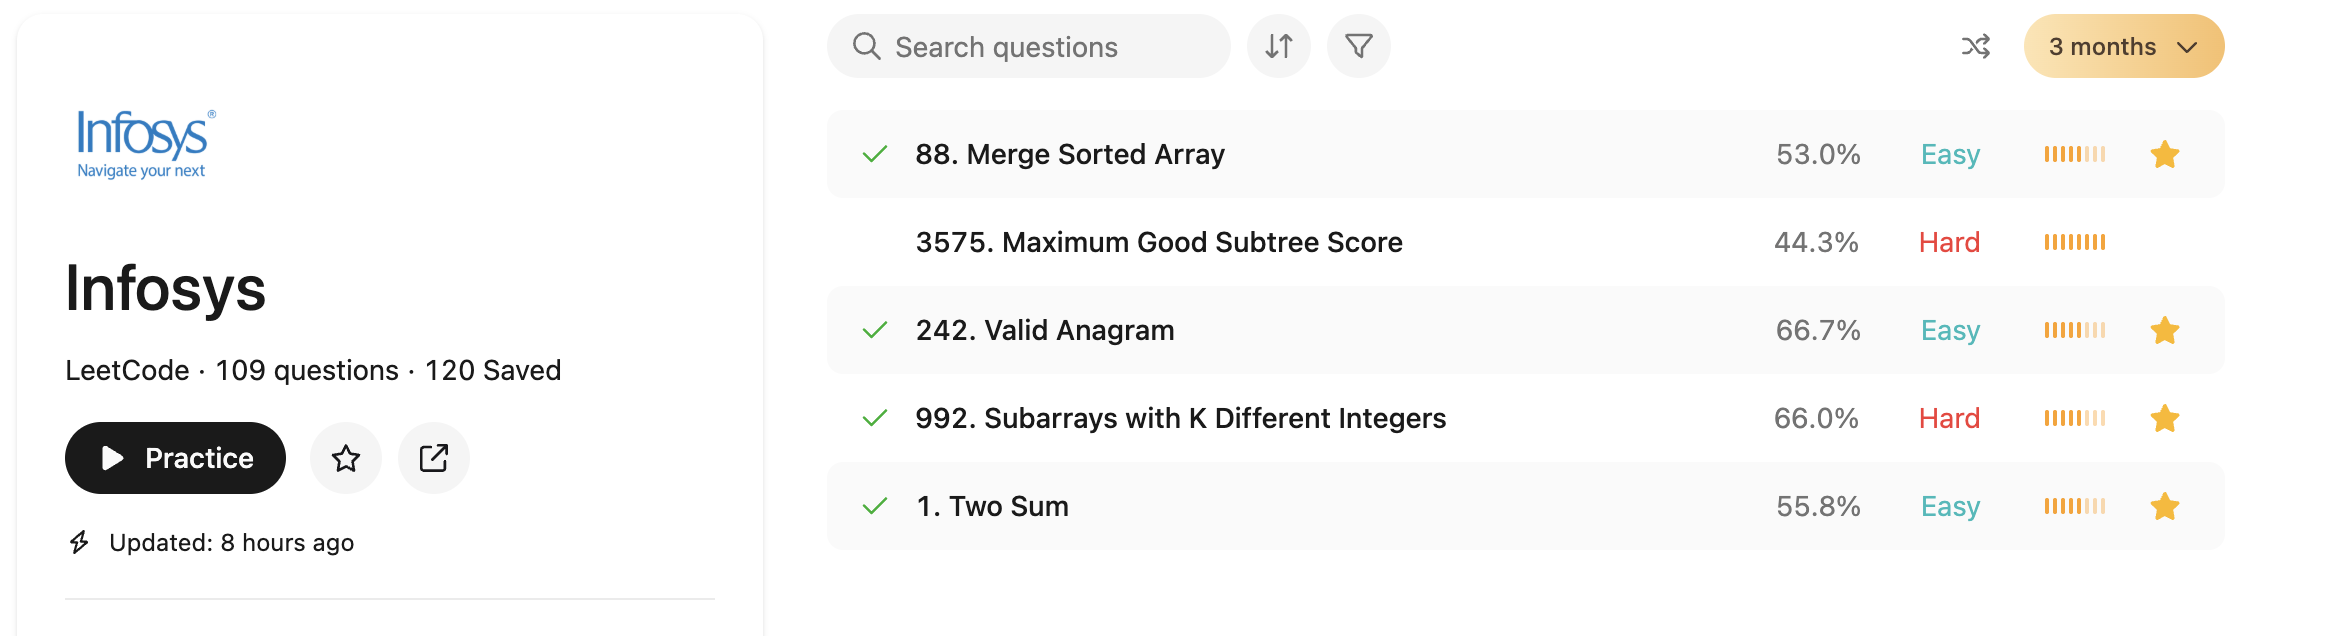 Infosys®
Navigate your next
Infosys
LeetCode · 109 questions · 120 Saved
Practice
Updated: 8 hours ago
Search questions
3 months
88. Merge Sorted Array 53.0% Easy
3575. Maximum Good Subtree Score 44.3% Hard
242. Valid Anagram 66.7% Easy
992. Subarrays with K Different Integers 66.0% Hard
1. Two Sum 55.8% Easy